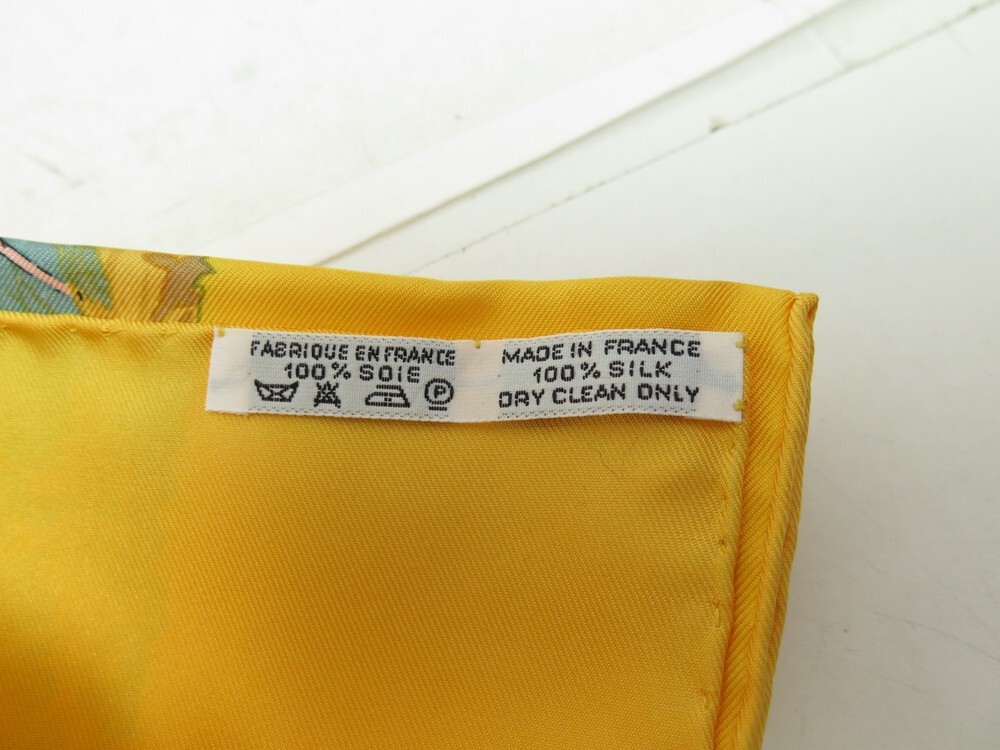 FABRIQUE EN FRANCE
100% SOIE
P
MADE IN FRANCE
100% SILK
DRY CLEAN ONLY